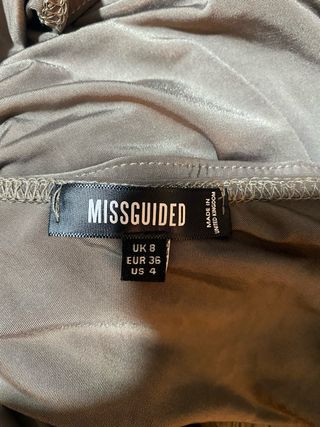 MISSGUIDED
MADE IN
UNITED KINGDOM
UK 8
EUR 36
US 4